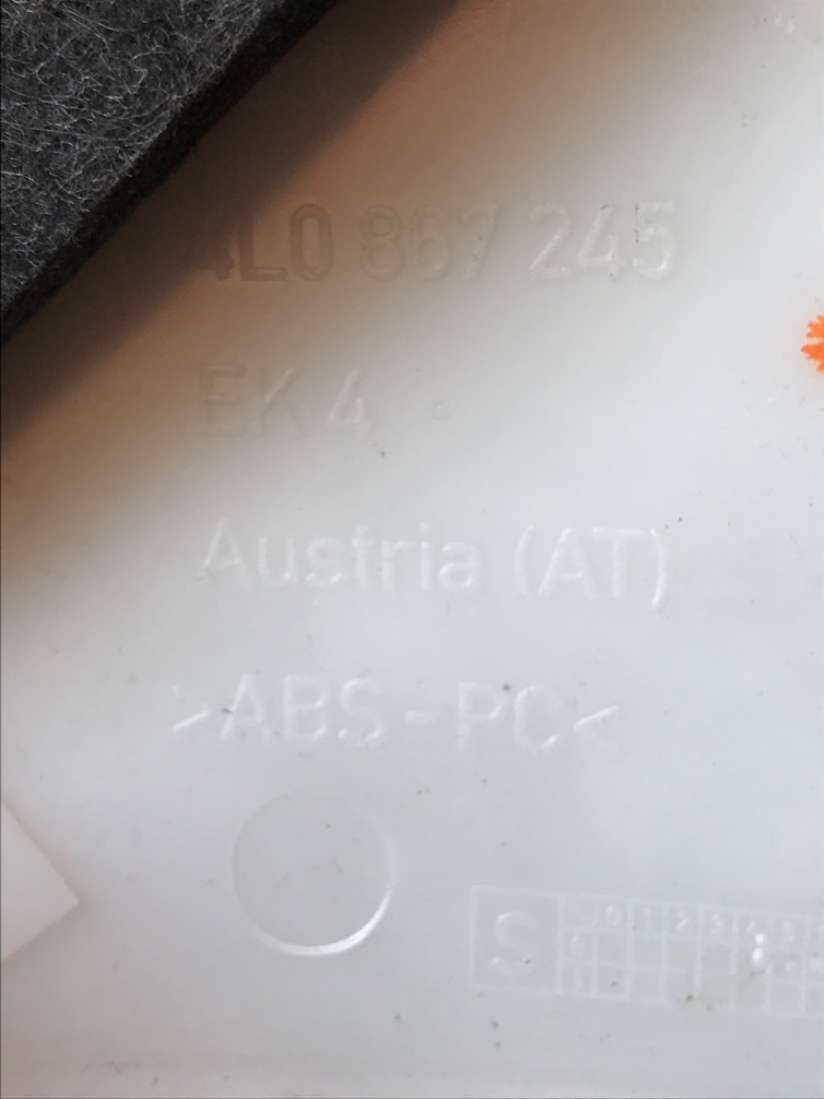 4L0 867 245
EK 4
Austria (AT)
>ABS-PC<
S